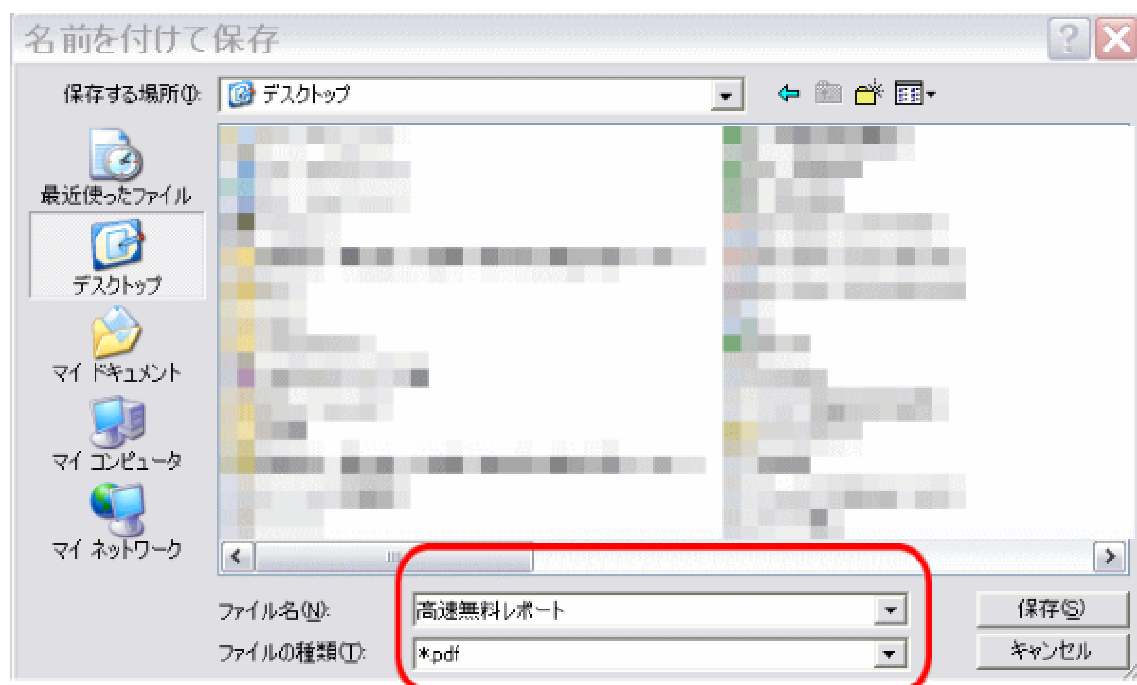 名前を付けて保存
保存する場所(I):
デスクトップ
最近使ったファイル
デスクトップ
マイ ドキュメント
マイ コンピュータ
マイ ネットワーク
ファイル名(N):
高速無料レポート
保存(S)
ファイルの種類(T):
*.pdf
キャンセル